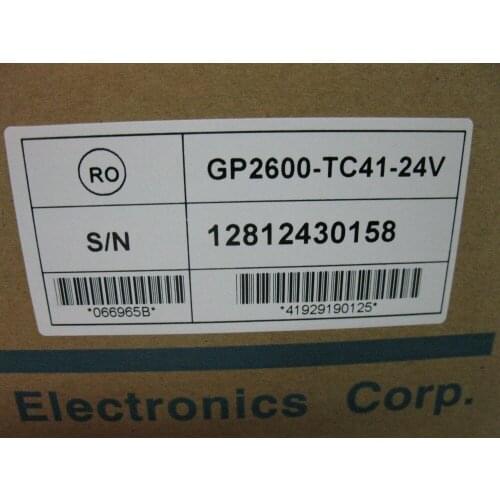 RO GP2600-TC41-24V
S/N 12812430158
*066965B* *41929190125*
Electronics Corp.